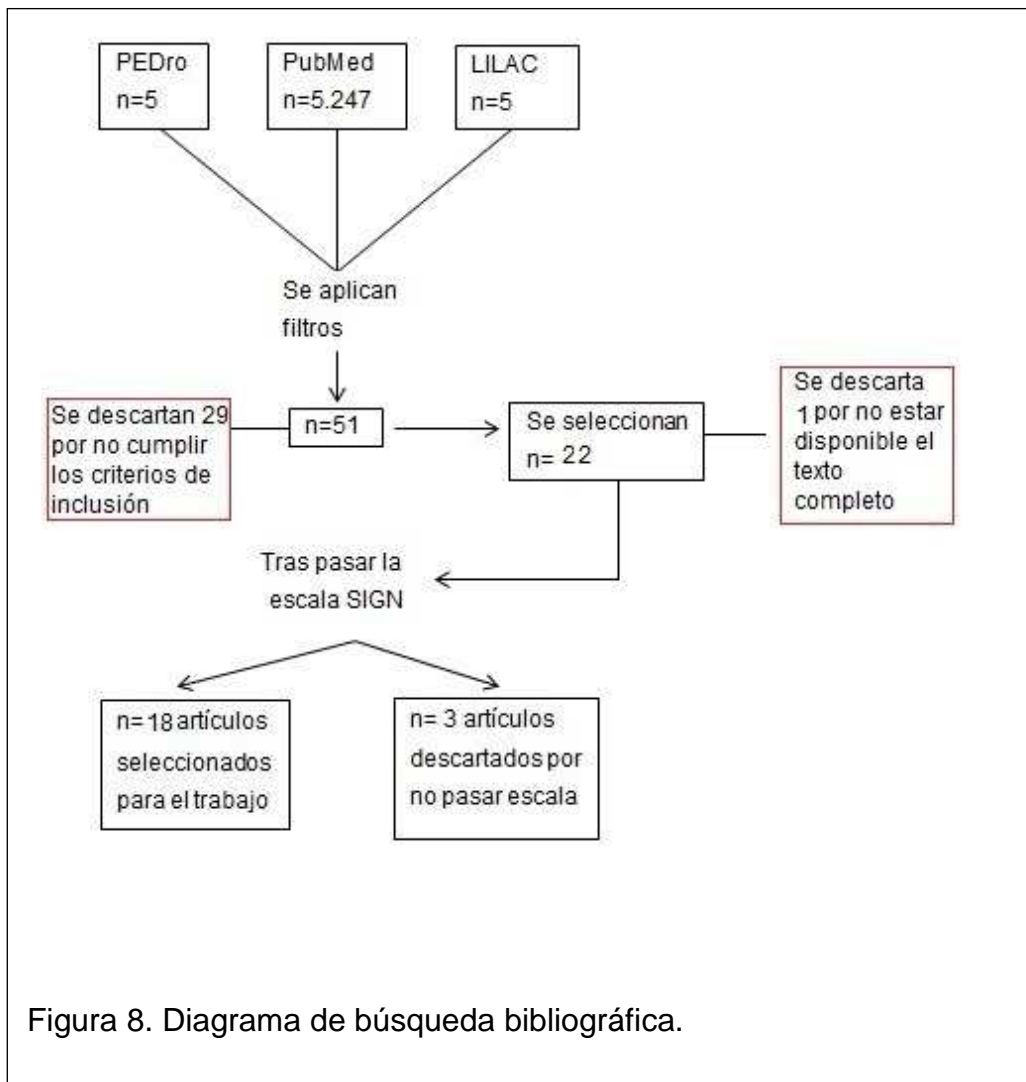 PEDro
n=5
PubMed
n=5.247
LILAC
n=5
Se aplican
filtros
Se descartan 29
por no cumplir
los criterios de
inclusión
n=51
Se seleccionan
n= 22
Se descarta
1 por no estar
disponible el
texto
completo
Tras pasar la
escala SIGN
n=18 artículos
seleccionados
para el trabajo
n= 3 artículos
descartados por
no pasar escala
Figura 8. Diagrama de búsqueda bibliográfica.